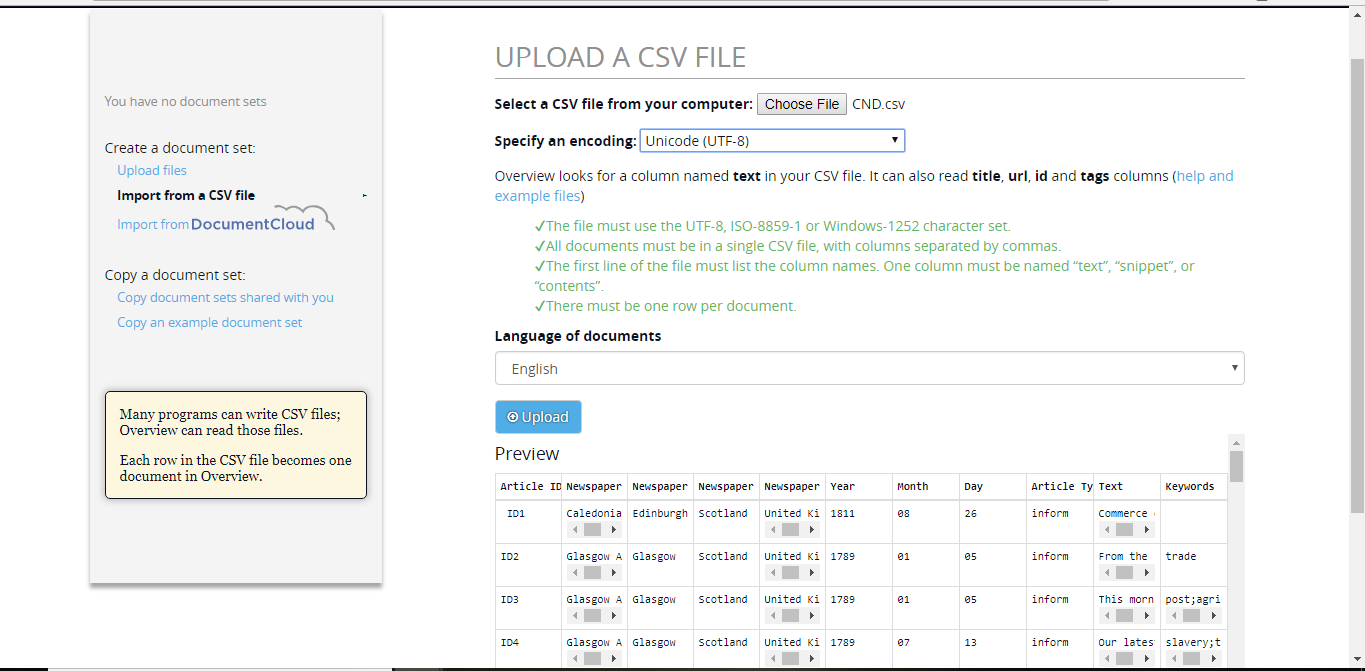 You have no document sets
Create a document set:
Upload files
Import from a CSV file
Import from DocumentCloud
Copy a document set:
Copy document sets shared with you
Copy an example document set
Many programs can write CSV files;
Overview can read those files.
Each row in the CSV file becomes one
document in Overview.
UPLOAD A CSV FILE
Select a CSV file from your computer: Choose File CND.csv
Specify an encoding: Unicode (UTF-8)
Overview looks for a column named text in your CSV file. It can also read title, url, id and tags columns (help and
example files)
✓The file must use the UTF-8, ISO-8859-1 or Windows-1252 character set.
✓All documents must be in a single CSV file, with columns separated by commas.
✓The first line of the file must list the column names. One column must be named “text”, “snippet”, or
“contents”.
✓There must be one row per document.
Language of documents
English
Upload
Preview
Article ID Newspaper Newspaper Newspaper Newspaper Year Month Day Article Ty Text Keywords
ID1 Caledonia Edinburgh Scotland United Ki 1811 08 26 inform Commerce
ID2 Glasgow A Glasgow Scotland United Ki 1789 01 05 inform From the trade
ID3 Glasgow A Glasgow Scotland United Ki 1789 01 05 inform This morn post;agri
ID4 Glasgow A Glasgow Scotland United Ki 1789 07 13 inform Our lates slavery;t